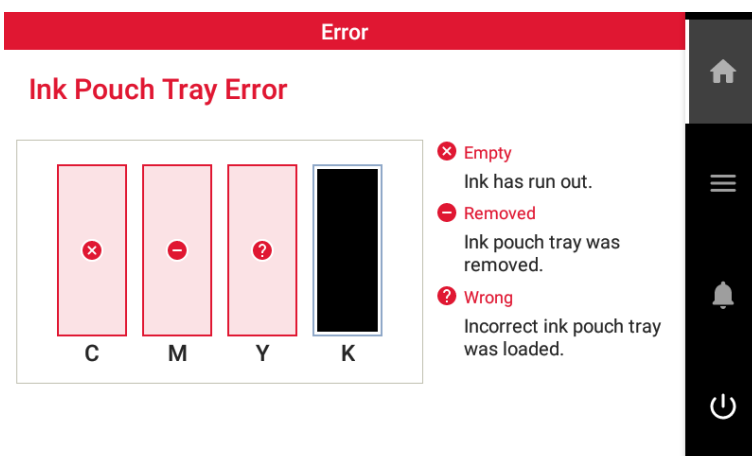 Error
Ink Pouch Tray Error
Empty
Ink has run out.
Removed
Ink pouch tray was
removed.
Wrong
Incorrect ink pouch tray
was loaded.
C M Y K